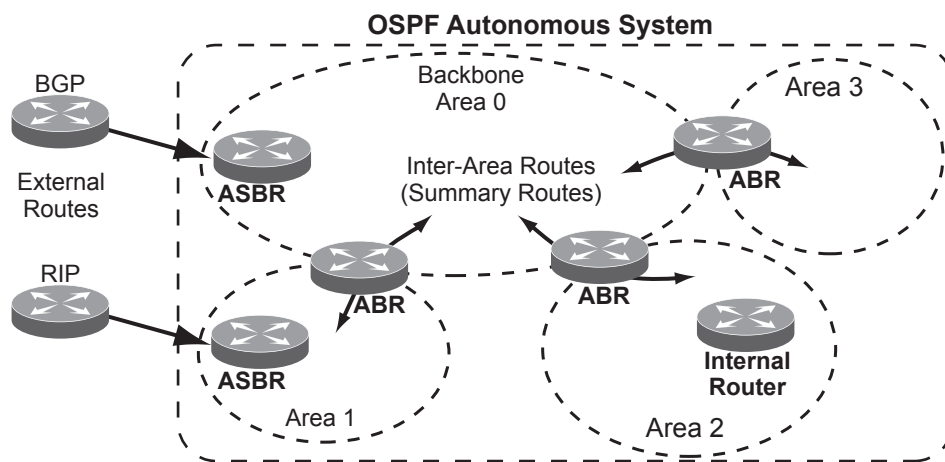 OSPF Autonomous System
BGP
Backbone
Area 0
Area 3
External
Routes
ASBR
Inter-Area Routes
(Summary Routes)
ABR
RIP
ABR
ABR
ASBR
Internal
Router
Area 1
Area 2